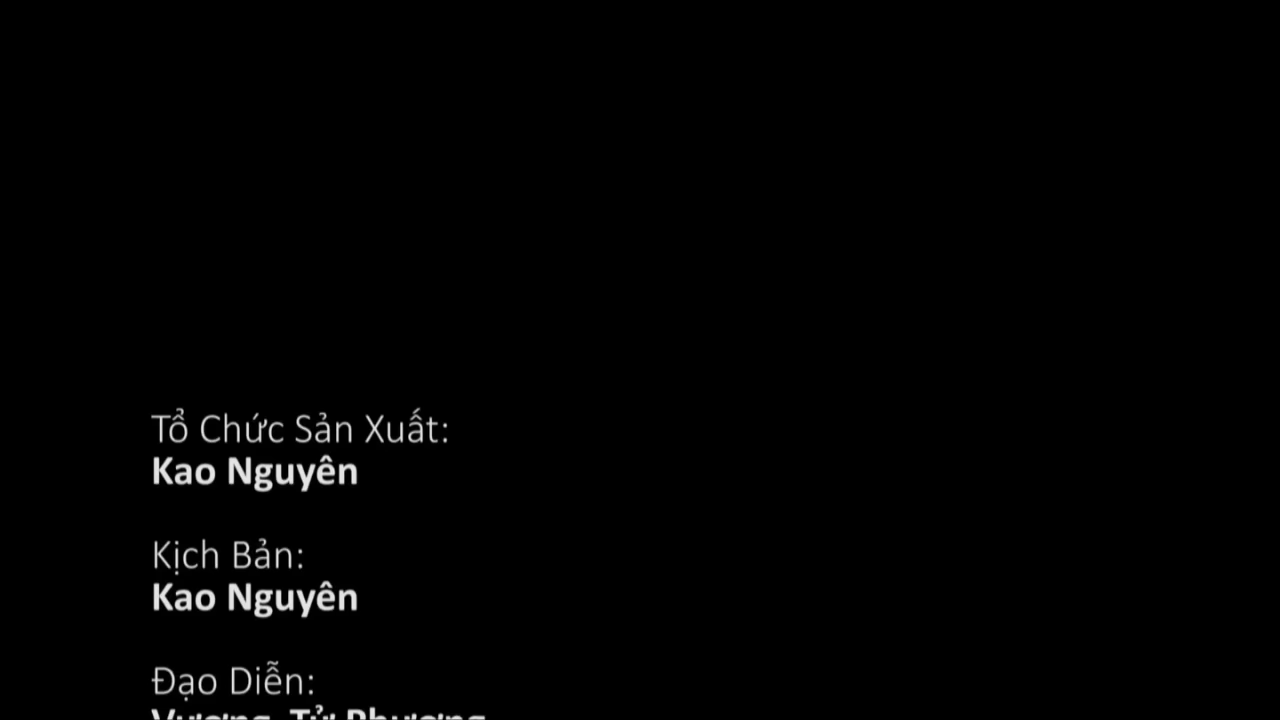 Tổ Chức Sản Xuất:
Kao Nguyên
Kịch Bản:
Kao Nguyên
Đạo Diễn: